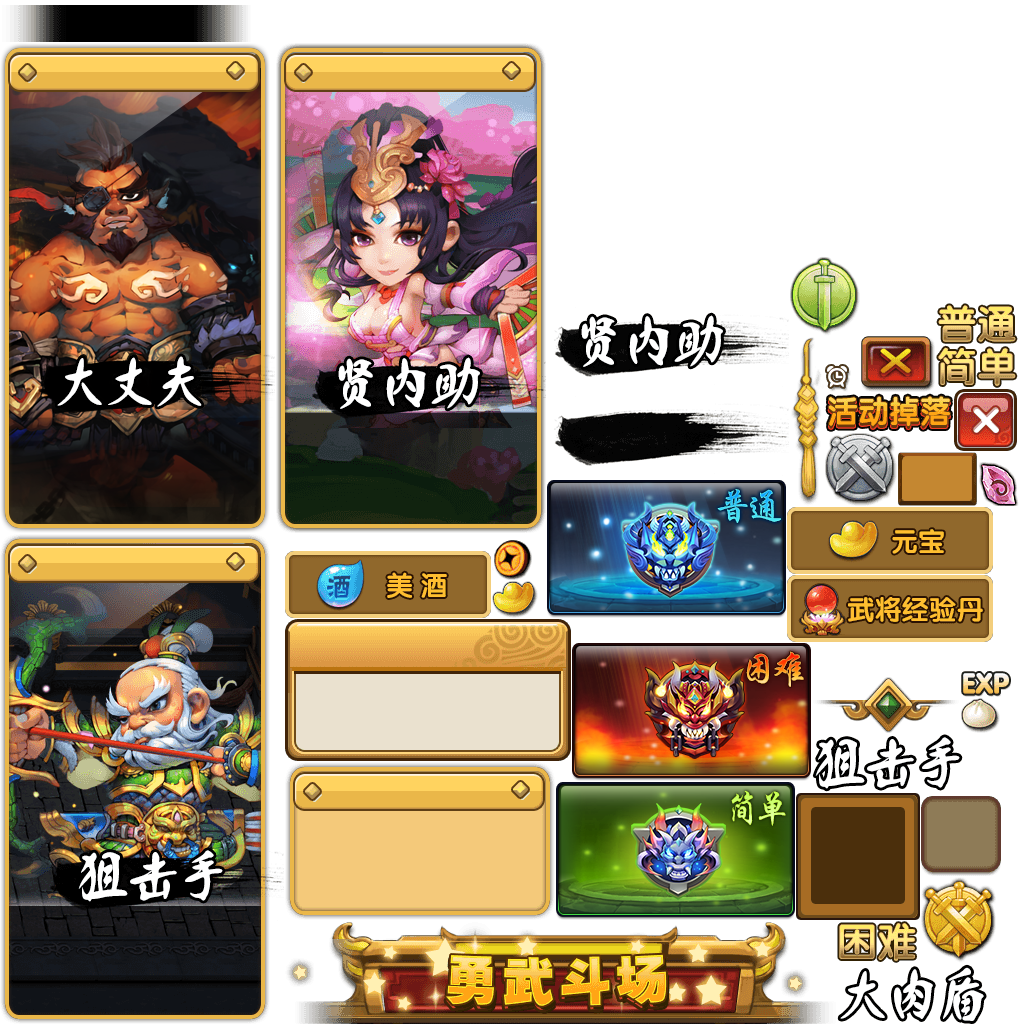 大丈夫
贤内助
贤内助
普通
简单
活动掉落
普通
元宝
酒
美酒
武将经验丹
困难
EXP
狙击手
简单
狙击手
困难
勇武斗场
大肉盾